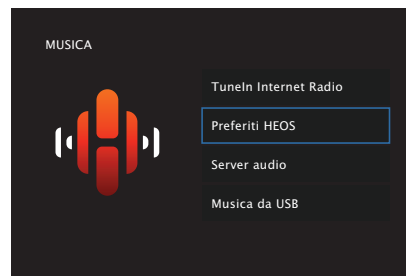 MUSICA
TuneIn Internet Radio
Preferiti HEOS
Server audio
Musica da USB